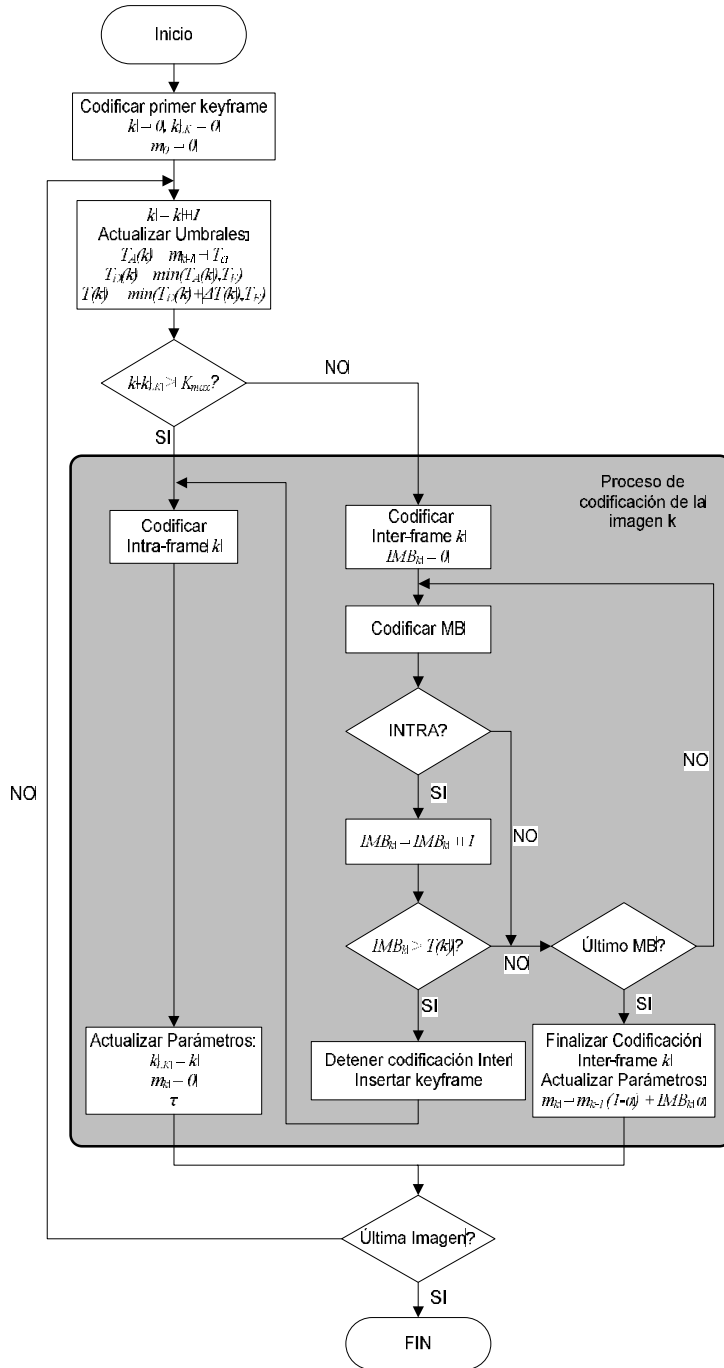 Inicio
Codificar primer keyframe
k = 0, k_LK = 0
m_0 = 0
k = k+1
Actualizar Umbrales:
T_A(k) m_k-1 + T_a
min(T_A(k),T_F)
T(k) min(T_D(k)+ΔT(k),T_F)
k-k_LK > K_max?
NO
SI
Proceso de
codificación de la
imagen k
Codificar
Intra-frame k
Codificar
Inter-frame k
IMB_k = 0
Codificar MB
INTRA?
NO
NO
SI
IMB_k = IMB_k + 1
NO
IMB_k > T(k)?
NO
Último MB?
SI
SI
Actualizar Parámetros:
k_LK = k
m_k = 0
τ
Detener codificación Inter
Insertar keyframe
Finalizar Codificación
Inter-frame k
Actualizar Parámetros:
m_k = m_k-1 (1-α) + IMB_k α
Última Imagen?
SI
FIN